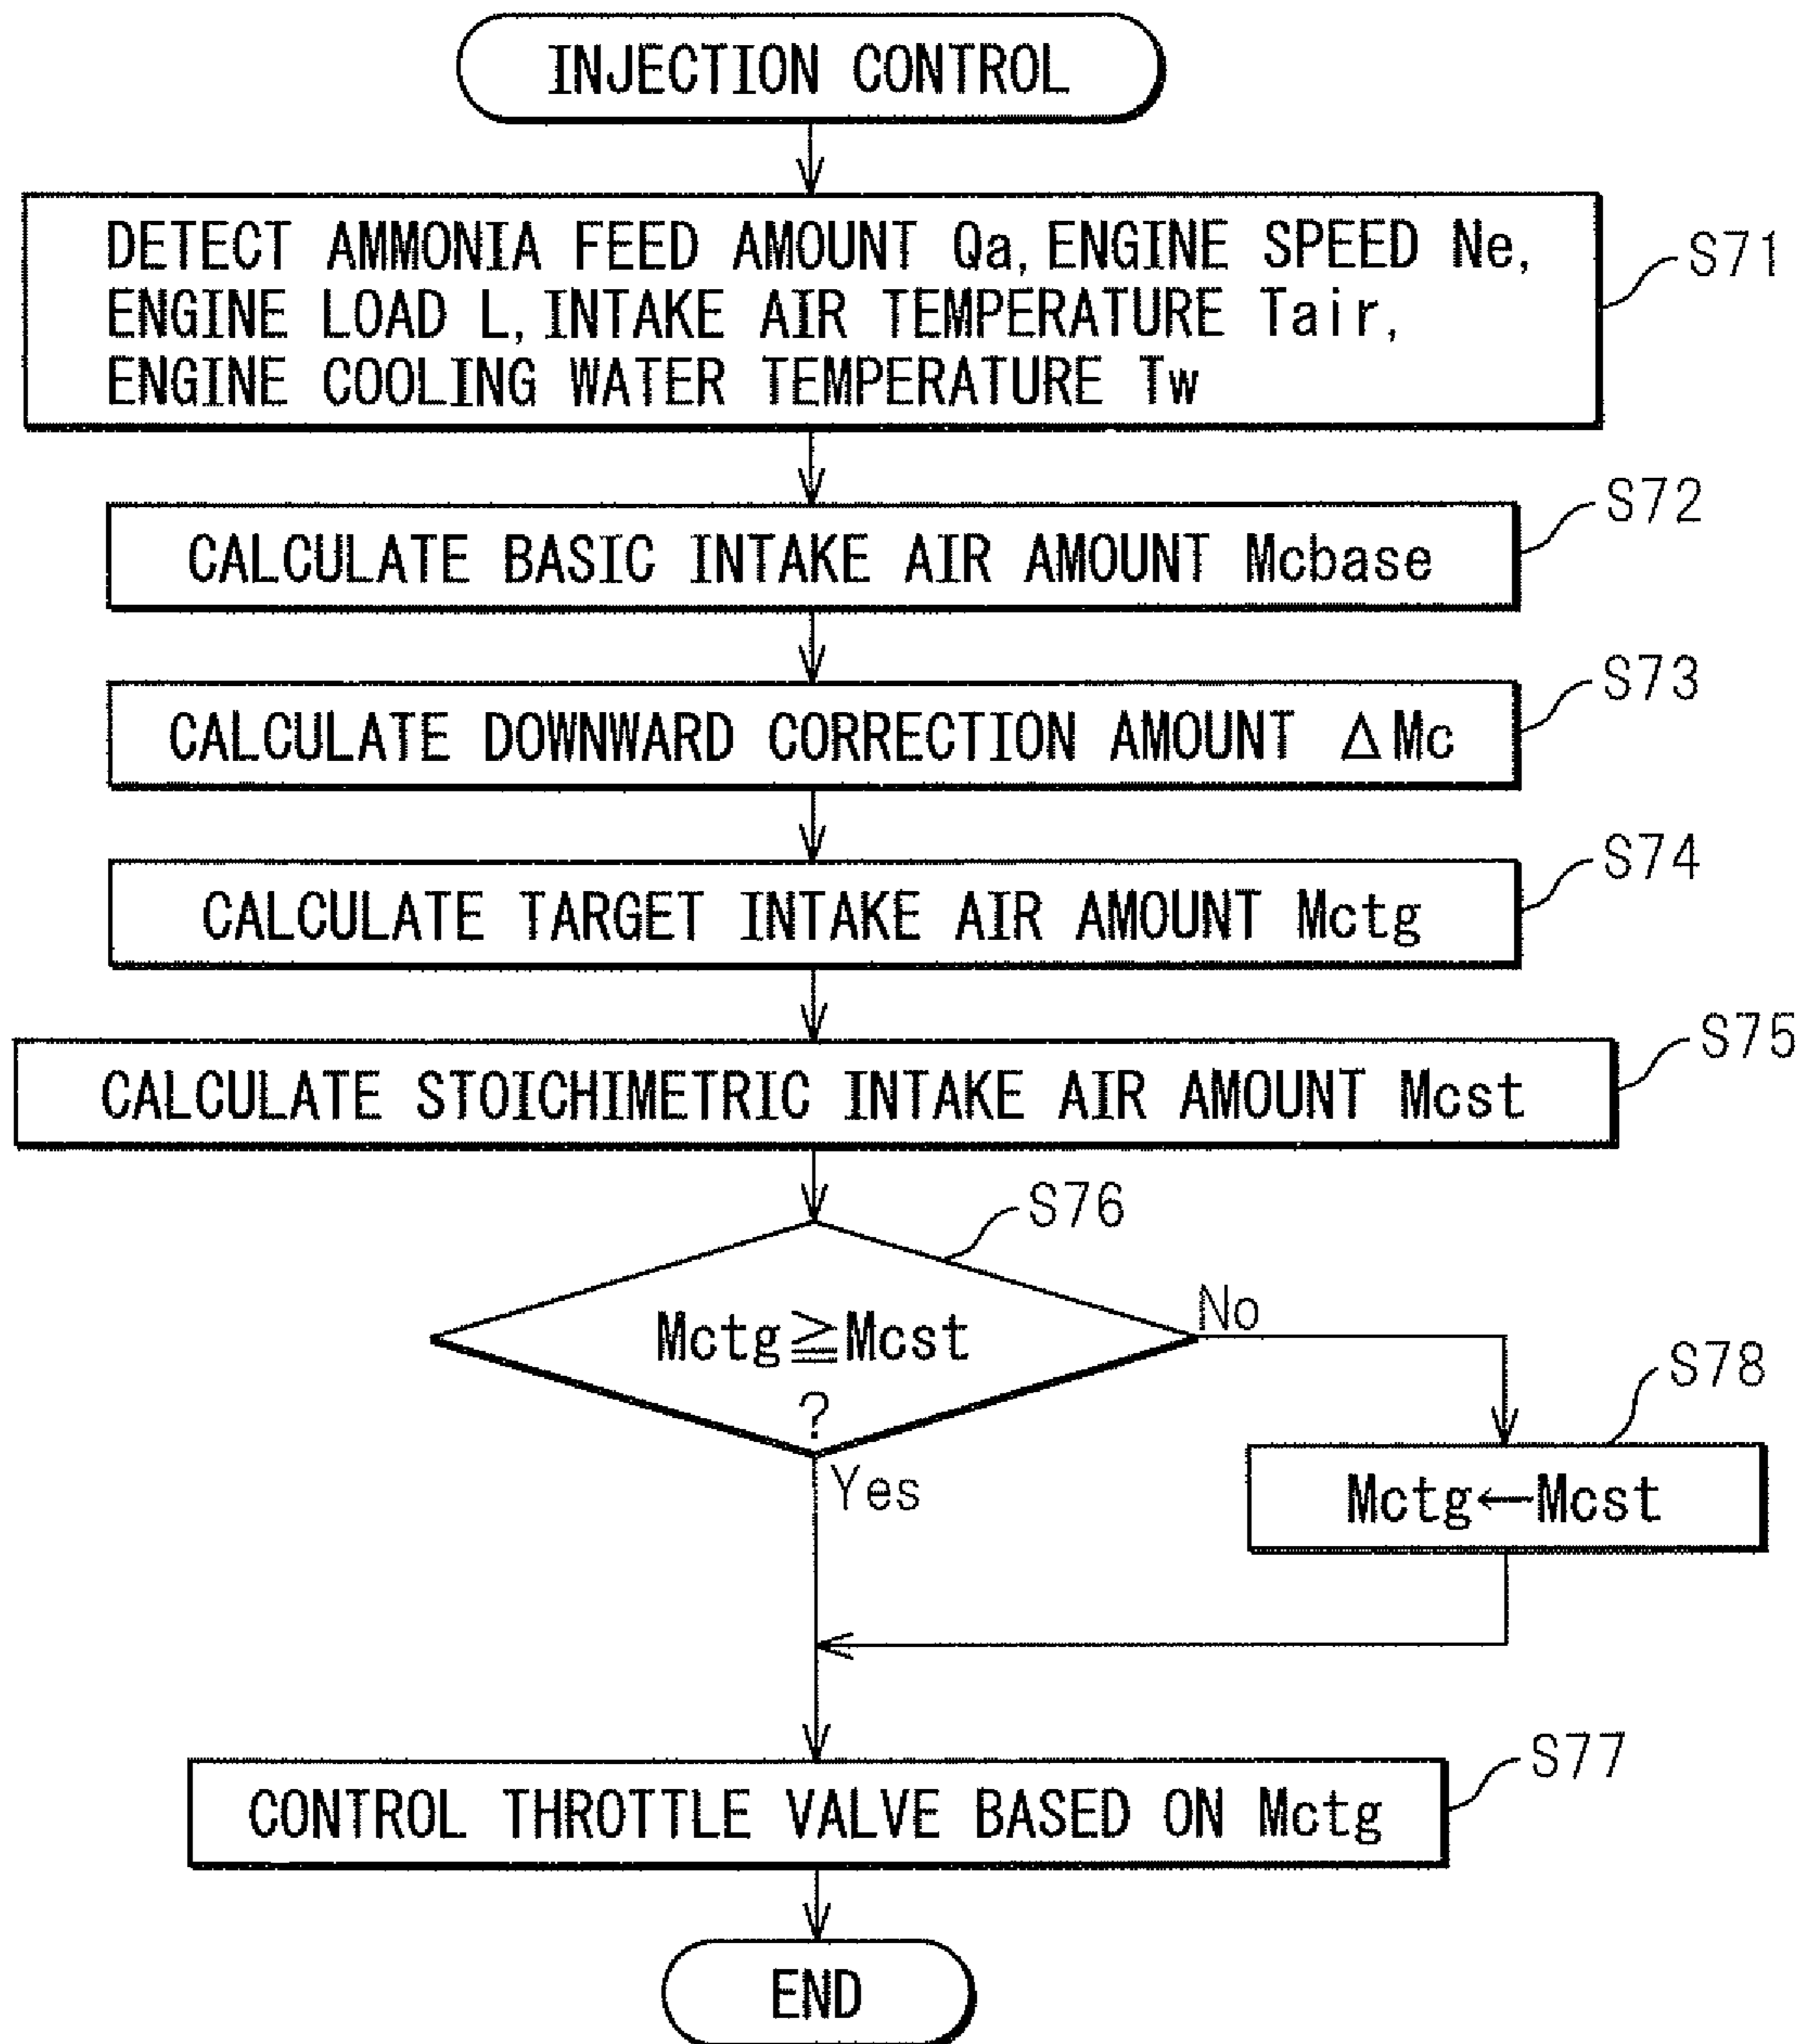 INJECTION CONTROL
DETECT AMMONIA FEED AMOUNT Qa, ENGINE SPEED Ne,
ENGINE LOAD L, INTAKE AIR TEMPERATURE Tair,
ENGINE COOLING WATER TEMPERATURE Tw
S71
CALCULATE BASIC INTAKE AIR AMOUNT Mcbase
S72
CALCULATE DOWNWARD CORRECTION AMOUNT ΔMc
S73
CALCULATE TARGET INTAKE AIR AMOUNT Mctg
S74
CALCULATE STOICHIMETRIC INTAKE AIR AMOUNT Mcst
S75
S76
Mctg≧Mcst
?
No
Yes
S78
Mctg←Mcst
CONTROL THROTTLE VALVE BASED ON Mctg
S77
END